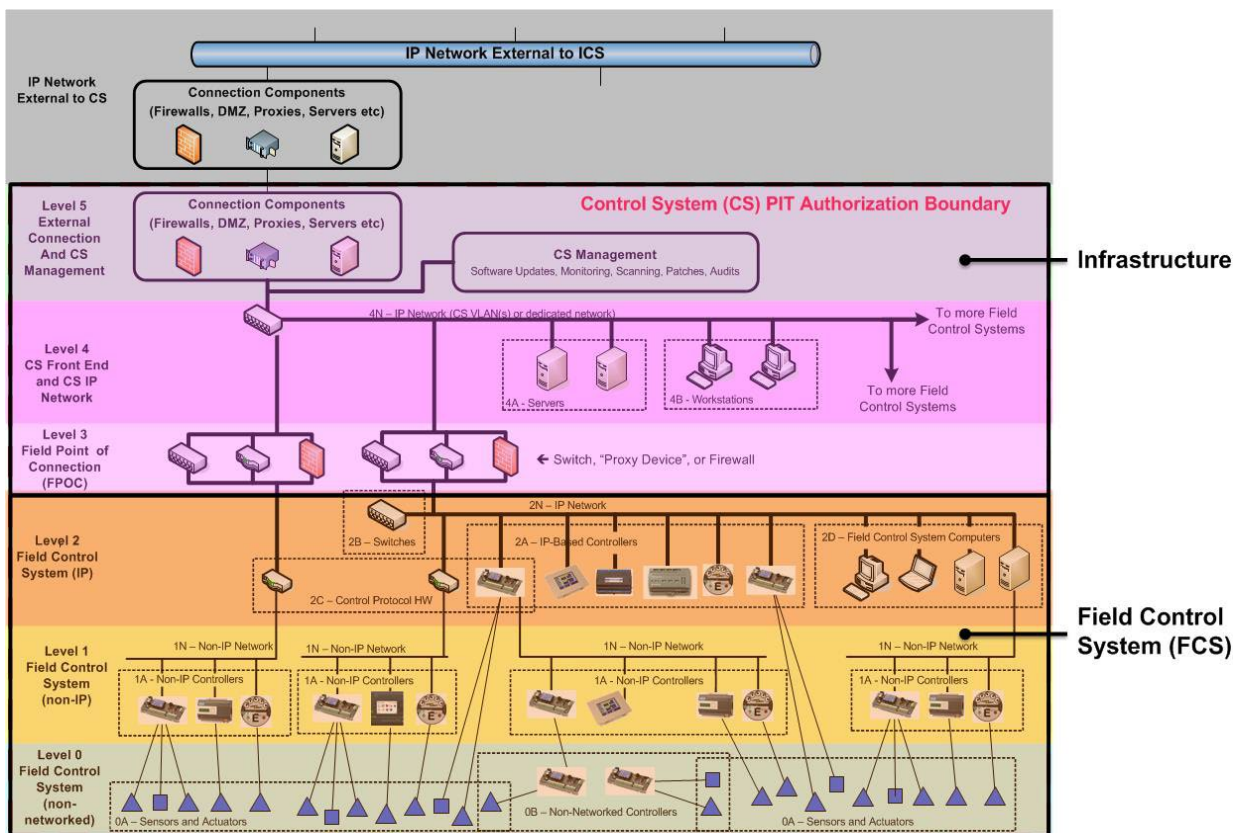 IP Network External to ICS
IP Network
External to CS
Connection Components
(Firewalls, DMZ, Proxies, Servers etc)
Level 5
External
Connection
And CS
Management
Connection Components
(Firewalls, DMZ, Proxies, Servers etc)
Control System (CS) PIT Authorization Boundary
CS Management
Software Updates, Monitoring, Scanning, Patches, Audits
Infrastructure
4N – IP Network (CS VLAN(s) or dedicated network)
To more Field
Control Systems
Level 4
CS Front End
and CS IP
Network
4A - Servers
4B - Workstations
To more Field
Control Systems
Level 3
Field Point of
Connection
(FPOC)
← Switch, “Proxy Device”, or Firewall
2N – IP Network
Level 2
Field Control
System (IP)
2B – Switches
2A – IP-Based Controllers
2D – Field Control System Computers
2C – Control Protocol HW
Field Control
System (FCS)
Level 1
Field Control
System
(non-IP)
1N – Non-IP Network
1N – Non-IP Network
1N – Non-IP Network
1N – Non-IP Network
1A - Non-IP Controllers
1A - Non-IP Controllers
1A - Non-IP Controllers
1A - Non-IP Controllers
E
E
E
E
E
Level 0
Field Control
System
(non-
networked)
0A – Sensors and Actuators
0B – Non-Networked Controllers
0A – Sensors and Actuators